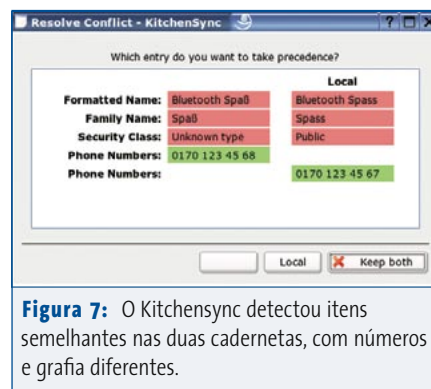 Resolve Conflict - KitchenSync
Which entry do you want to take precedence?
Local
Formatted Name: Bluetooth Spaß Bluetooth Spass
Family Name: Spaß Spass
Security Class: Unknown type Public
Phone Numbers: 0170 123 45 68
Phone Numbers: 0170 123 45 67
Local Keep both
Figura 7: O Kitchensync detectou itens
semelhantes nas duas cadernetas, com números
e grafia diferentes.